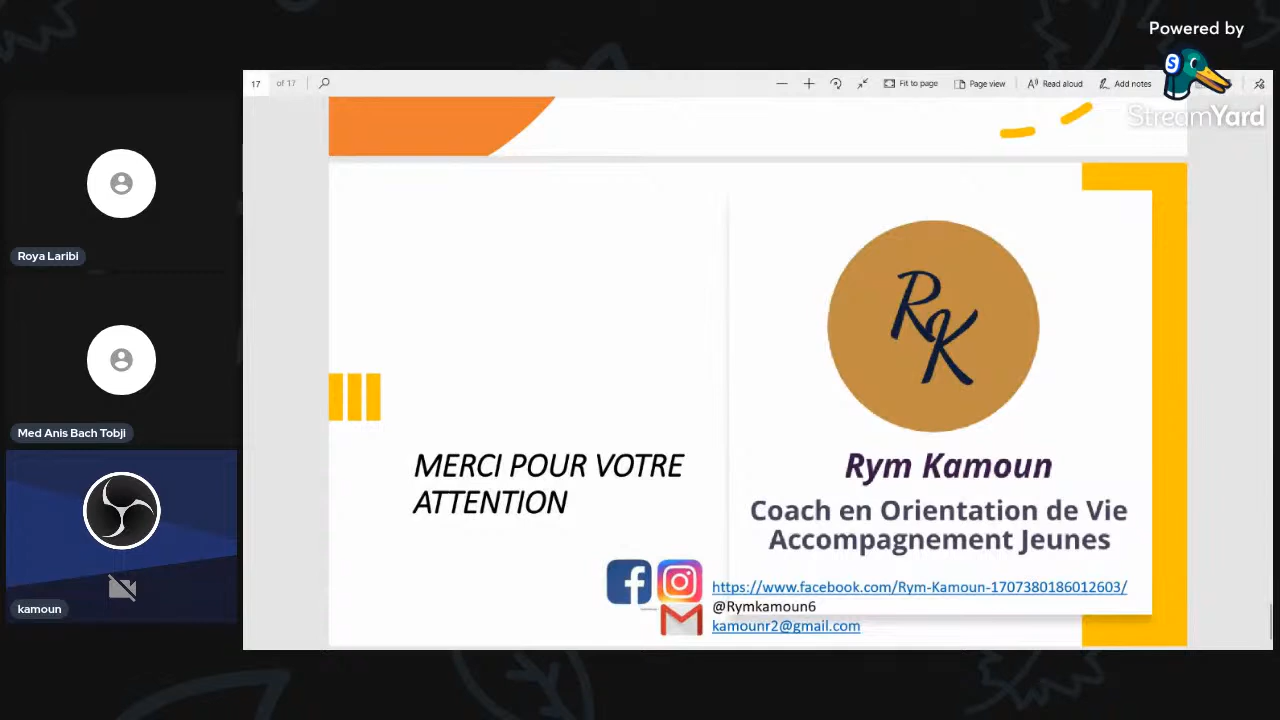 Powered by
StreamYard
17 of 17
Fit to page
Page view
Read aloud
Add notes
Roya Laribi
Med Anis Bach Tobji
kamoun
MERCI POUR VOTRE
ATTENTION
RK
Rym Kamoun
Coach en Orientation de Vie
Accompagnement Jeunes
https://www.facebook.com/Rym-Kamoun-1707380186012603/
@Rymkamoun6
kamounr2@gmail.com